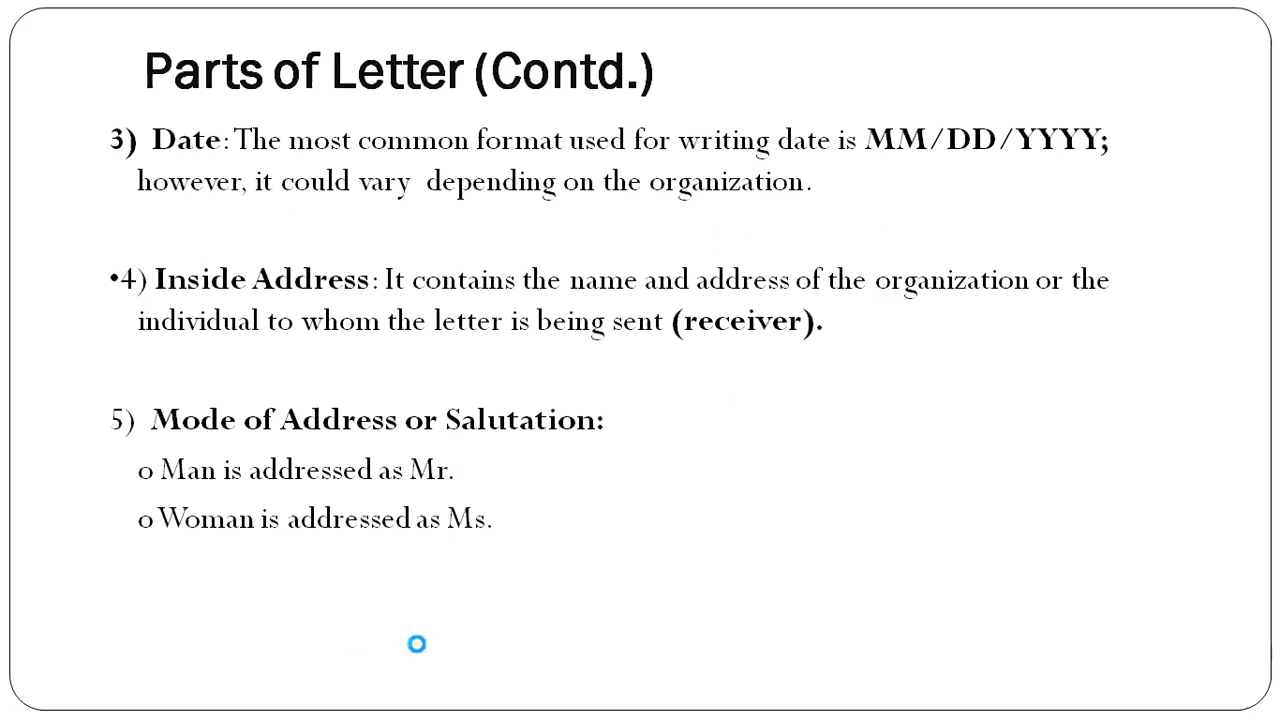 Parts of Letter (Contd.)
3) Date: The most common format used for writing date is MM/DD/YYYY;
however, it could vary depending on the organization.
•4) Inside Address: It contains the name and address of the organization or the
individual to whom the letter is being sent (receiver).
5) Mode of Address or Salutation:
o Man is addressed as Mr.
o Woman is addressed as Ms.